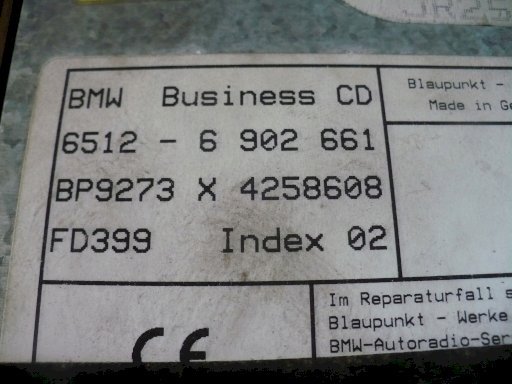 BMW Business CD
6512 - 6 902 661
BP9273 X 4258608
FD399 Index 02
Blaupunkt -
Made in Ge
CE
Im Reparaturfall s
Blaupunkt - Werke
BMW-Autoradio-Ser